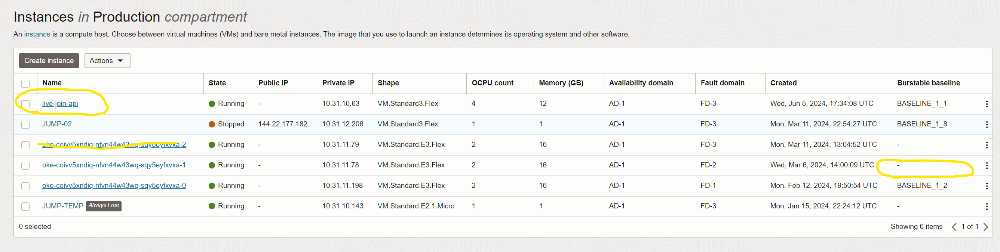 Instances in Production compartment
An instance is a compute host. Choose between virtual machines (VMs) and bare metal instances. The image that you use to launch an instance determines its operating system and other software.
Create instance Actions
Name State Public IP Private IP Shape OCPU count Memory (GB) Availability domain Fault domain Created Burstable baseline
live-join-api Running - 10.31.10.63 VM.Standard3.Flex 4 12 AD-1 FD-3 Wed, Jun 5, 2024, 17:34:08 UTC BASELINE_1_1
JUMP-02 Stopped 144.22.177.182 10.31.12.206 VM.Standard3.Flex 1 1 AD-1 FD-3 Mon, Mar 11, 2024, 22:54:27 UTC BASELINE_1_8
oke-coivv5xndiq-nfvn44w43wq-sqy5eyfxvxa-2 Running - 10.31.11.79 VM.Standard.E3.Flex 2 16 AD-1 FD-3 Mon, Mar 11, 2024, 13:04:52 UTC -
oke-coivv5xndiq-nfvn44w43wq-sqy5eyfxvxa-1 Running - 10.31.11.78 VM.Standard.E3.Flex 2 16 AD-1 FD-2 Wed, Mar 6, 2024, 14:00:09 UTC -
oke-coivv5xndiq-nfvn44w43wq-sqy5eyfxvxa-0 Running - 10.31.11.198 VM.Standard.E3.Flex 2 16 AD-1 FD-1 Mon, Feb 12, 2024, 19:50:54 UTC BASELINE_1_2
JUMP-TEMP Always Free Running - 10.31.10.143 VM.Standard.E2.1.Micro 1 1 AD-1 FD-3 Mon, Jan 15, 2024, 22:24:12 UTC -
0 selected Showing 6 items 1 of 1